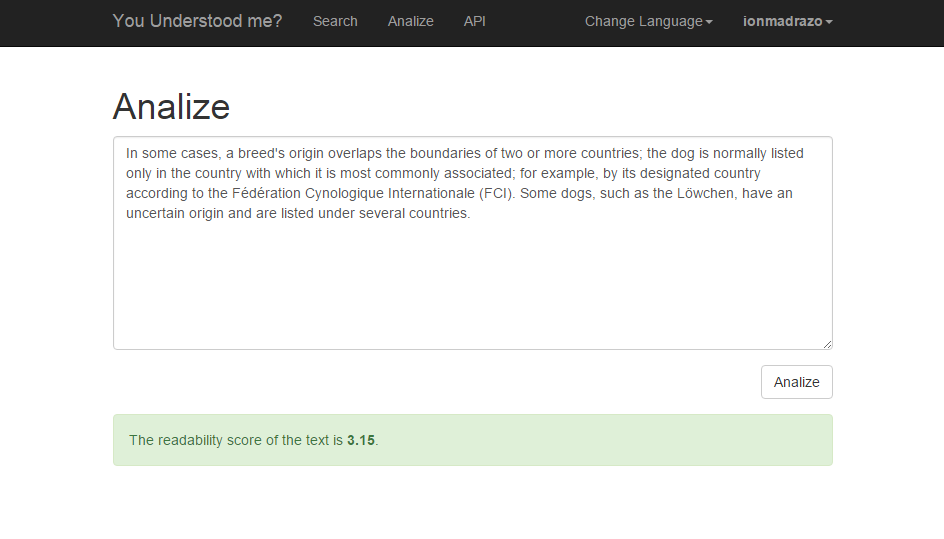 You Understood me? Search Analize API Change Language ionmadrazo
Analize
In some cases, a breed's origin overlaps the boundaries of two or more countries; the dog is normally listed
only in the country with which it is most commonly associated; for example, by its designated country
according to the Fédération Cynologique Internationale (FCI). Some dogs, such as the Löwchen, have an
uncertain origin and are listed under several countries.
Analize
The readability score of the text is 3.15.